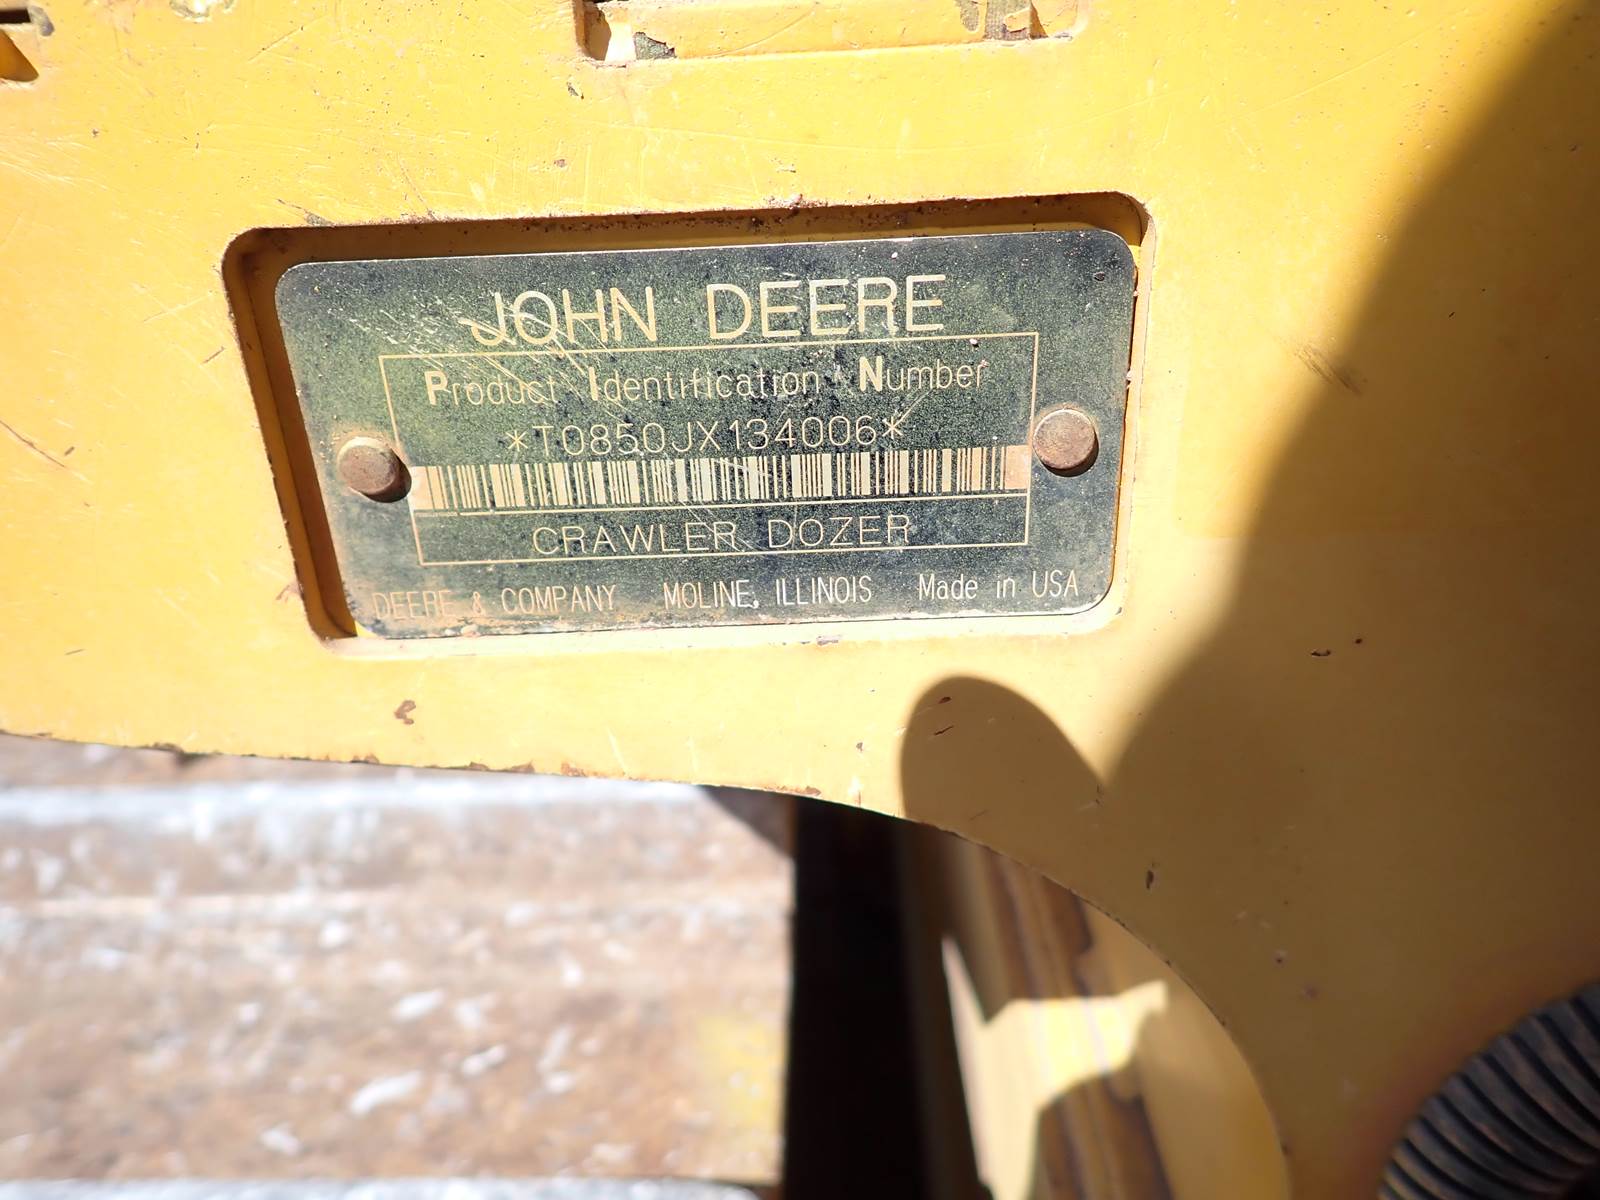 JOHN DEERE
Product Identification Number
*T0850JX134006*
CRAWLER DOZER
DEERE & COMPANY MOLINE, ILLINOIS Made in USA